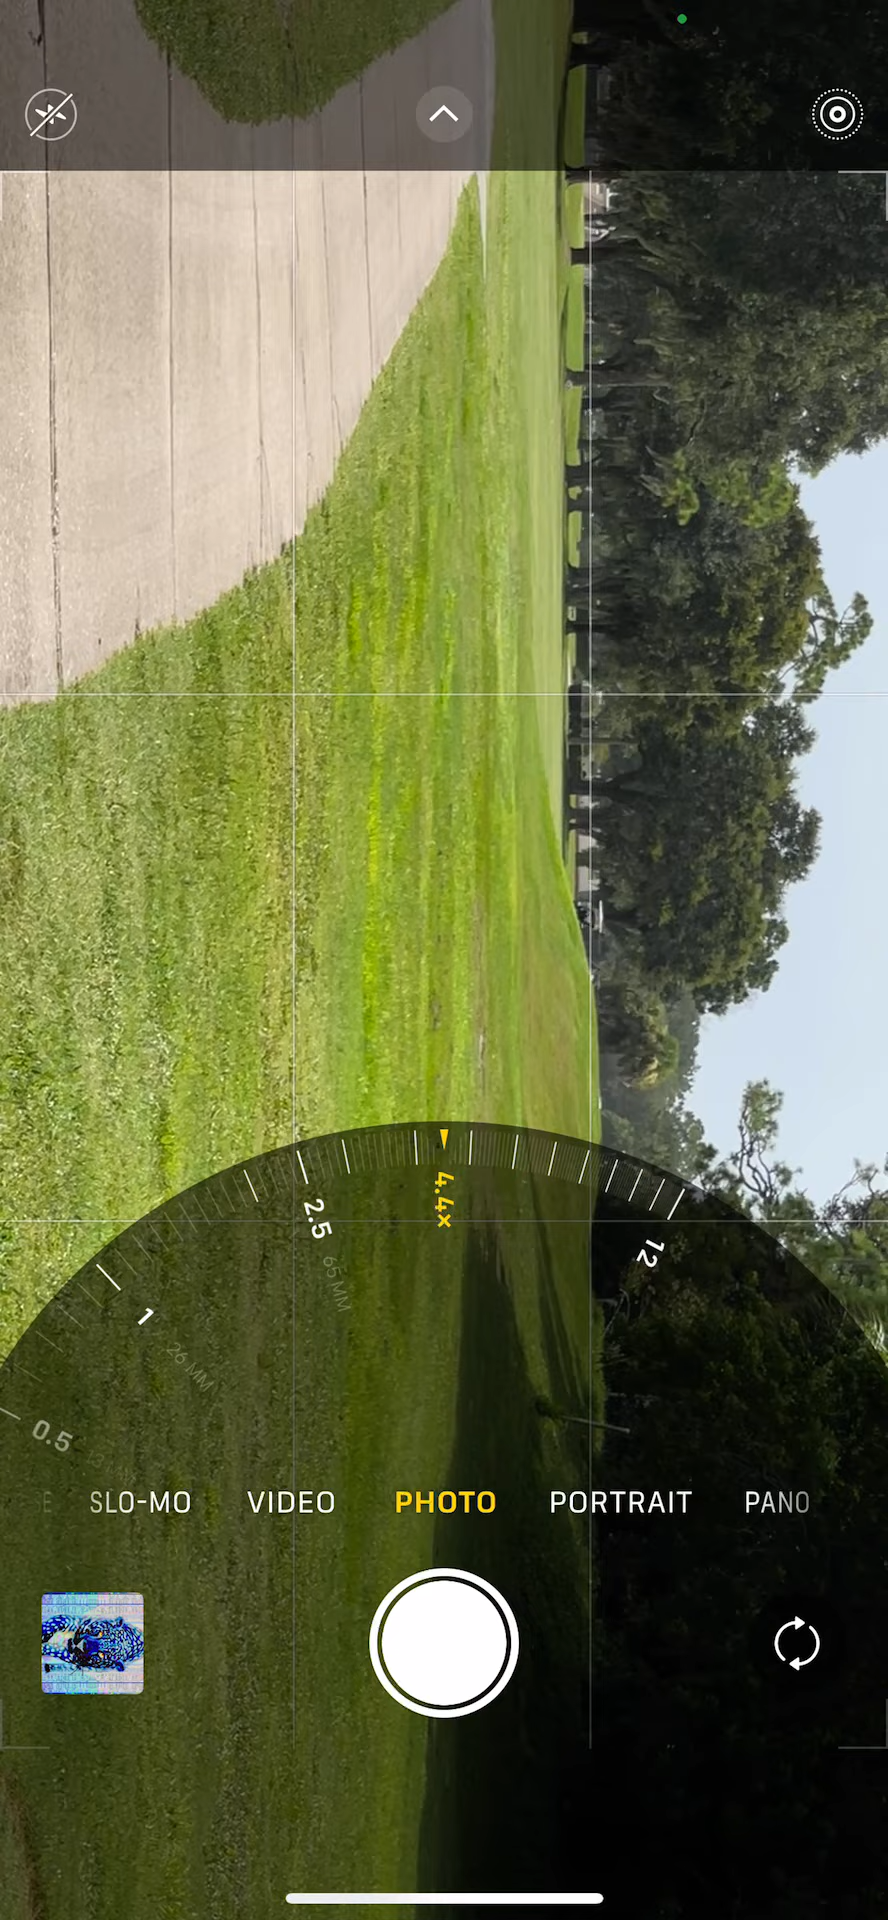 2.5
65 MM
4.4×
12
1
26 MM
0.5
SLO-MO
VIDEO
PHOTO
PORTRAIT
PANO